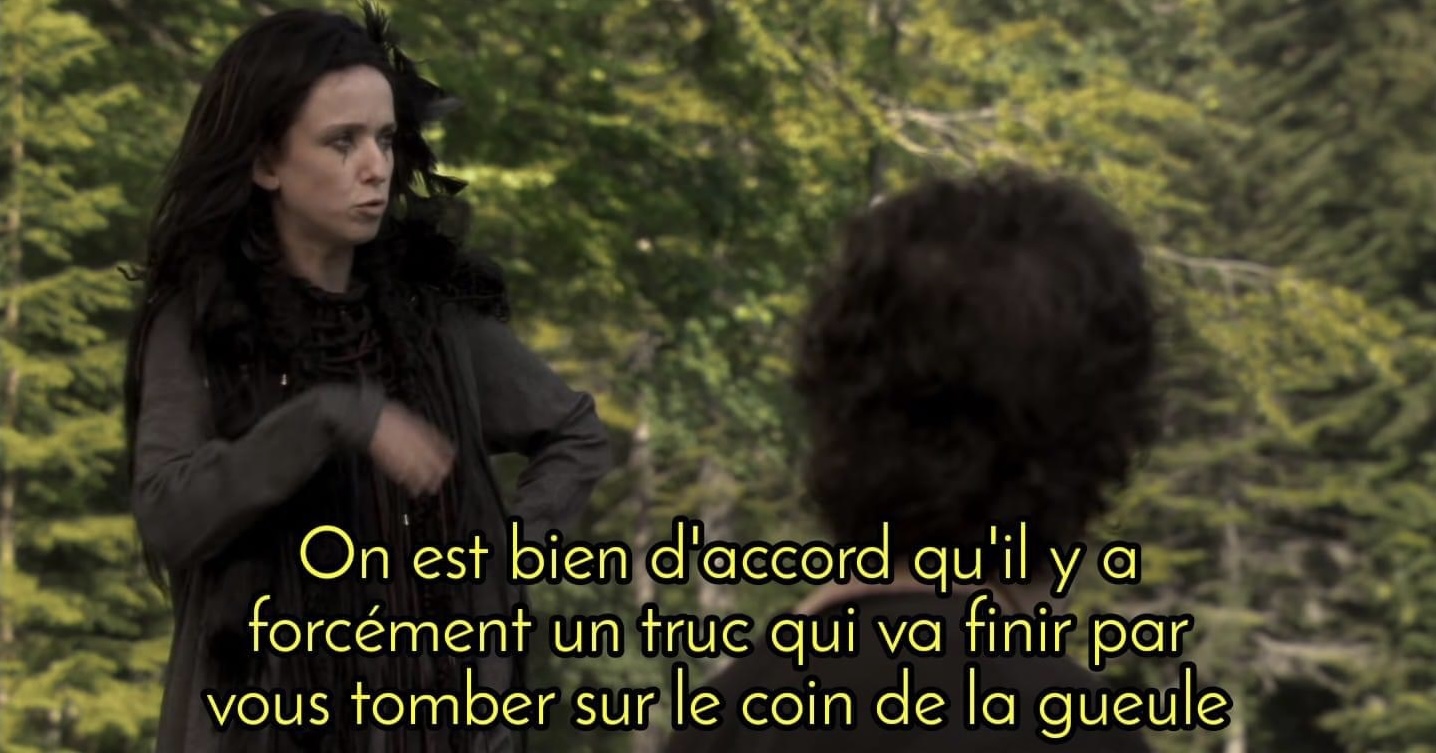 On est bien d'accord qu'il y a
forcément un truc qui va finir par
vous tomber sur le coin de la gueule